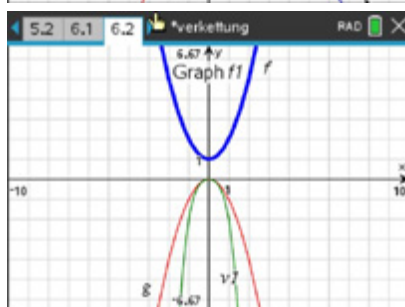 5.2 6.1 6.2 *verkettung RAD
6.67 y
Graph f1 f
1
x
-10 1 10
g v1
-6.67